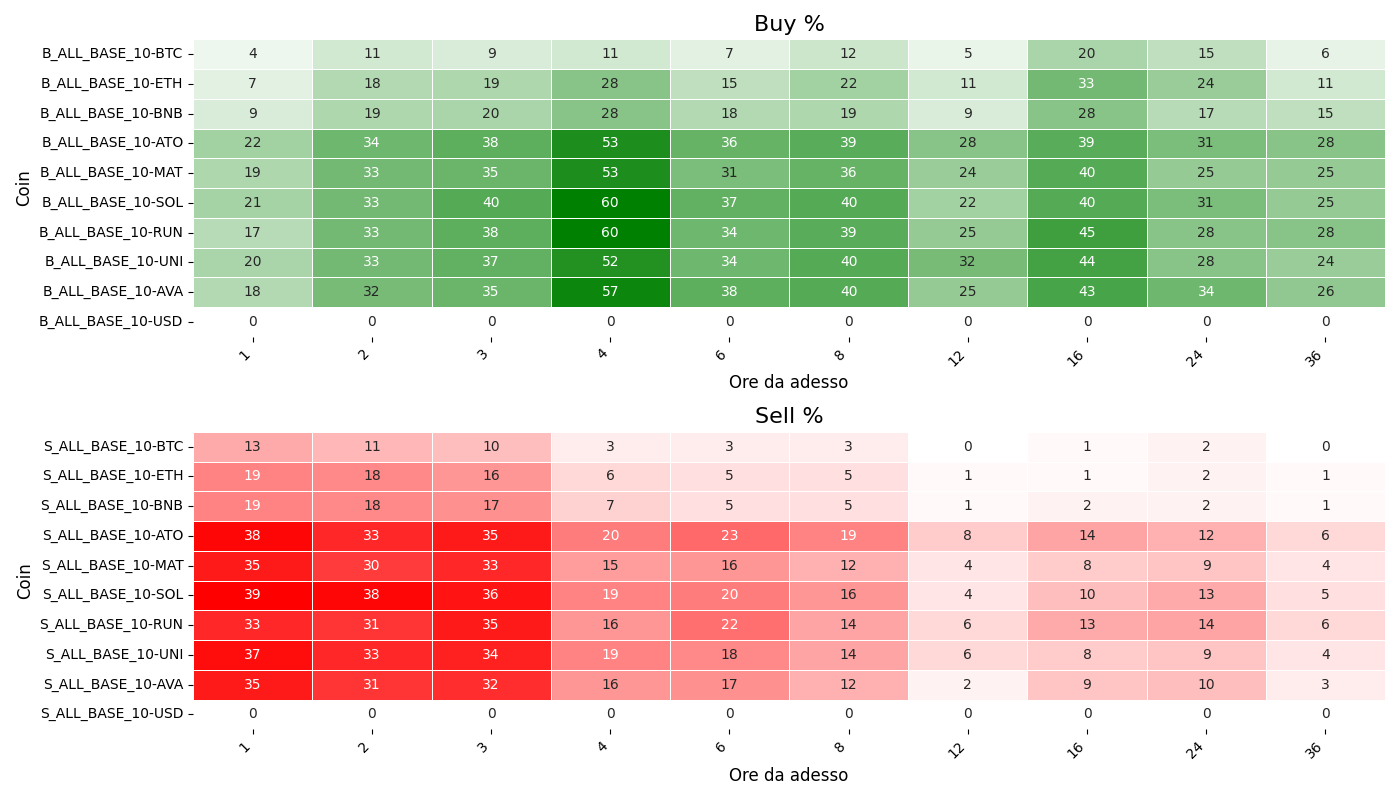 Buy %
Coin
B_ALL_BASE_10-BTC 4 11 9 11 7 12 5 20 15 6
B_ALL_BASE_10-ETH 7 18 19 28 15 22 11 33 24 11
B_ALL_BASE_10-BNB 9 19 20 28 18 19 9 28 17 15
B_ALL_BASE_10-ATO 22 34 38 53 36 39 28 39 31 28
B_ALL_BASE_10-MAT 19 33 35 53 31 36 24 40 25 25
B_ALL_BASE_10-SOL 21 33 40 60 37 40 22 40 31 25
B_ALL_BASE_10-RUN 17 33 38 60 34 39 25 45 28 28
B_ALL_BASE_10-UNI 20 33 37 52 34 40 32 44 28 24
B_ALL_BASE_10-AVA 18 32 35 57 38 40 25 43 34 26
B_ALL_BASE_10-USD 0 0 0 0 0 0 0 0 0 0
1 2 3 4 6 8 12 16 24 36
Ore da adesso
Sell %
Coin
S_ALL_BASE_10-BTC 13 11 10 3 3 3 0 1 2 0
S_ALL_BASE_10-ETH 19 18 16 6 5 5 1 1 2 1
S_ALL_BASE_10-BNB 19 18 17 7 5 5 1 2 2 1
S_ALL_BASE_10-ATO 38 33 35 20 23 19 8 14 12 6
S_ALL_BASE_10-MAT 35 30 33 15 16 12 4 8 9 4
S_ALL_BASE_10-SOL 39 38 36 19 20 16 4 10 13 5
S_ALL_BASE_10-RUN 33 31 35 16 22 14 6 13 14 6
S_ALL_BASE_10-UNI 37 33 34 19 18 14 6 8 9 4
S_ALL_BASE_10-AVA 35 31 32 16 17 12 2 9 10 3
S_ALL_BASE_10-USD 0 0 0 0 0 0 0 0 0 0
1 2 3 4 6 8 12 16 24 36
Ore da adesso